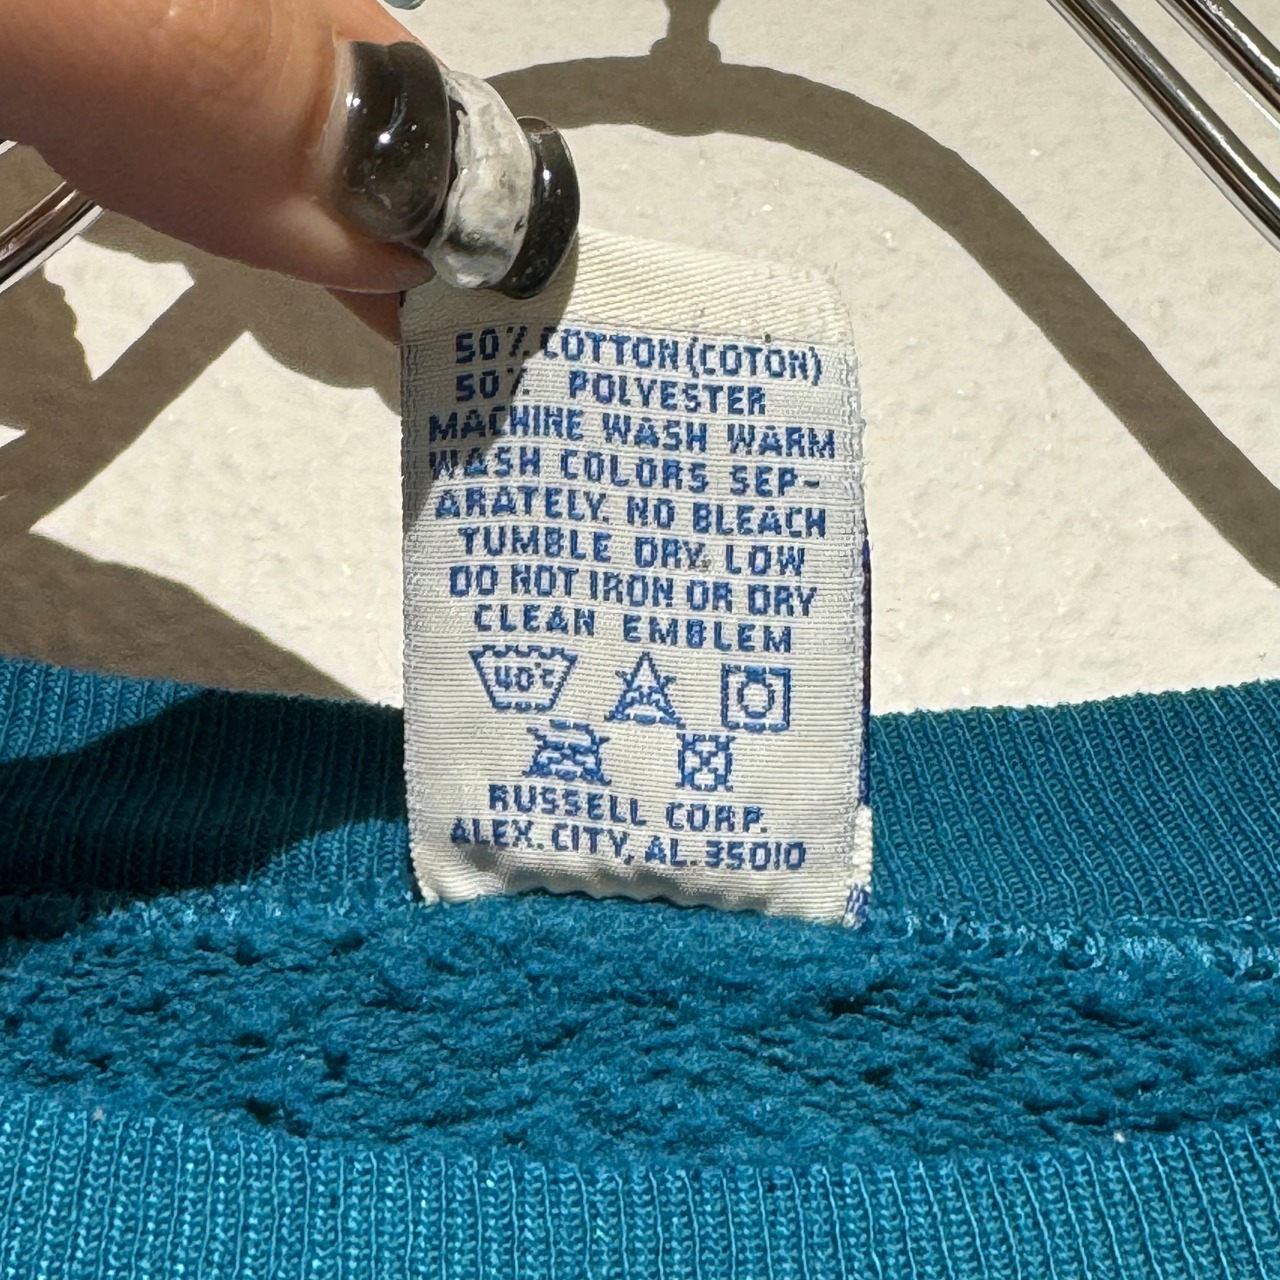 50% COTTON (COTON)
50% POLYESTER
MACHINE WASH WARM
WASH COLORS SEP-
ARATELY. NO BLEACH
TUMBLE DRY. LOW
DO NOT IRON OR DRY
CLEAN EMBLEM
40°C
RUSSELL CORP.
ALEX. CITY, AL. 35010